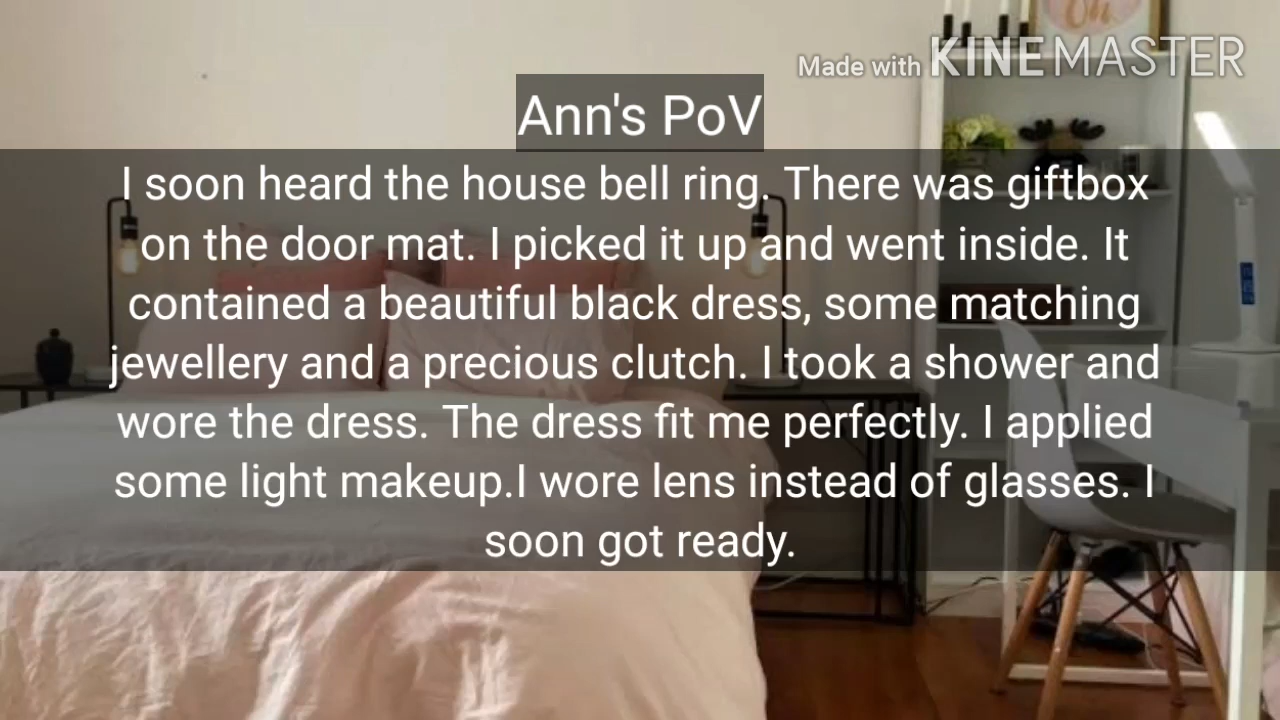 Oh
Made with KINEMASTER
Ann's PoV
I soon heard the house bell ring. There was giftbox
on the door mat. I picked it up and went inside. It
contained a beautiful black dress, some matching
jewellery and a precious clutch. I took a shower and
wore the dress. The dress fit me perfectly. I applied
some light makeup.I wore lens instead of glasses. I
soon got ready.